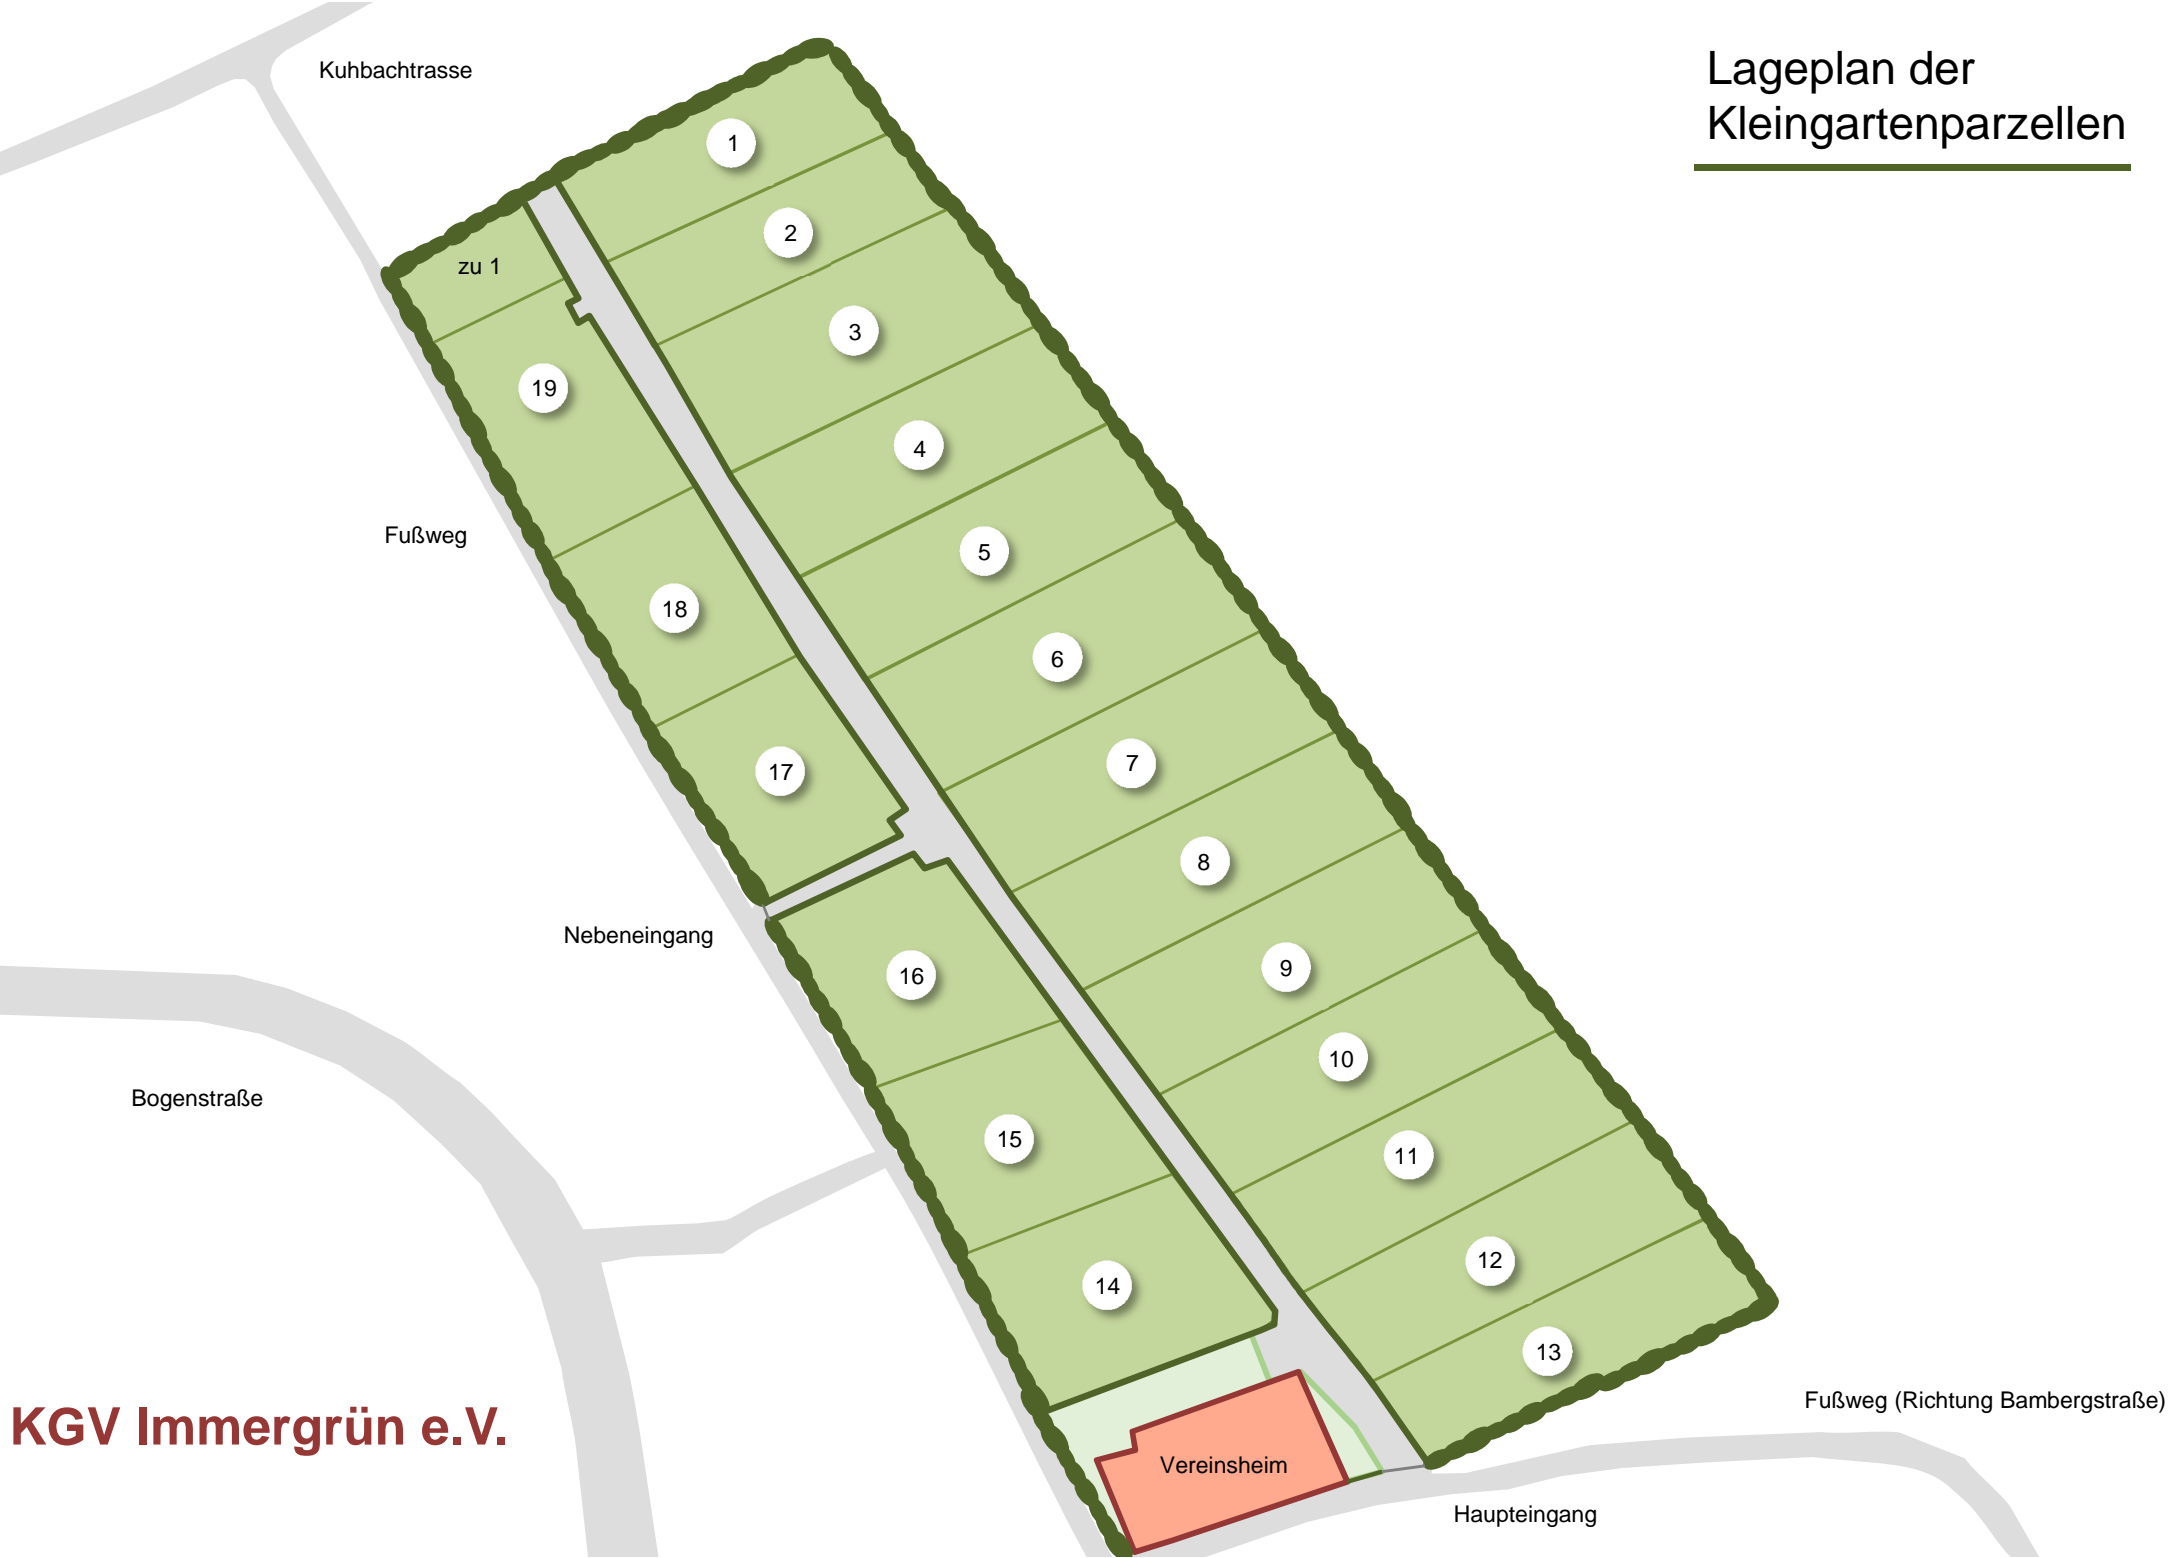 Lageplan der
Kleingartenparzellen
Kuhbachtrasse
1
2
zu 1
3
19
4
Fußweg
5
18
6
7
17
8
Nebeneingang
9
16
10
Bogenstraße
15
11
12
14
13
Fußweg (Richtung Bambergstraße)
KGV Immergrün e.V.
Vereinsheim
Haupteingang